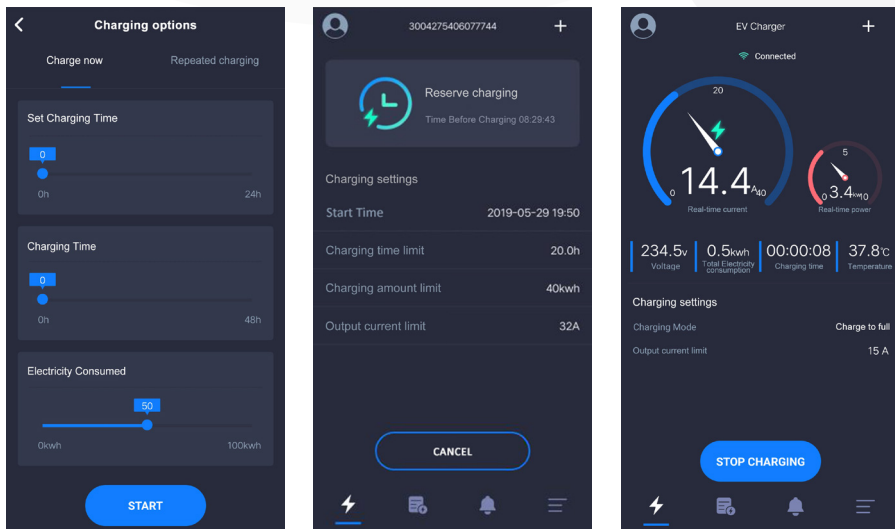 Charging options
Charge now Repeated charging
Set Charging Time
0
0h 24h
Charging Time
0
0h 48h
Electricity Consumed
50
0kwh 100kwh
START
3004275406077744 +
Reserve charging
Time Before Charging 08:29:43
Charging settings
Start Time 2019-05-29 19:50
Charging time limit 20.0h
Charging amount limit 40kwh
Output current limit 32A
CANCEL
EV Charger +
Connected
20
0 14.4A 40
Real-time current
5
0 3.4kw 10
Real-time power
234.5v 0.5kwh 00:00:08 37.8°C
Voltage Total Electricity consumption Charging time Temperature
Charging settings
Charging Mode Charge to full
Output current limit 15 A
STOP CHARGING